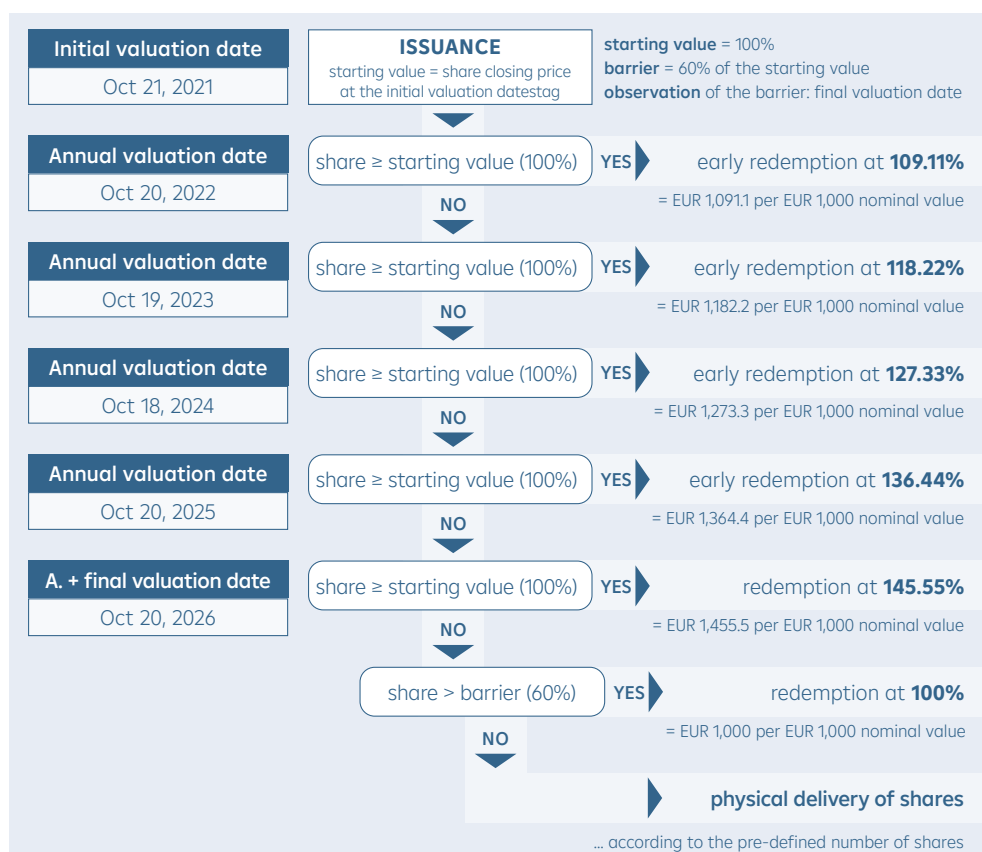 Initial valuation date
Oct 21, 2021
ISSUANCE
starting value = share closing price
at the initial valuation datestag
starting value = 100%
barrier = 60% of the starting value
observation of the barrier: final valuation date
Annual valuation date
Oct 20, 2022
share ≥ starting value (100%)
YES
early redemption at 109.11%
= EUR 1,091.1 per EUR 1,000 nominal value
NO
Annual valuation date
Oct 19, 2023
share ≥ starting value (100%)
YES
early redemption at 118.22%
= EUR 1,182.2 per EUR 1,000 nominal value
NO
Annual valuation date
Oct 18, 2024
share ≥ starting value (100%)
YES
early redemption at 127.33%
= EUR 1,273.3 per EUR 1,000 nominal value
NO
Annual valuation date
Oct 20, 2025
share ≥ starting value (100%)
YES
early redemption at 136.44%
= EUR 1,364.4 per EUR 1,000 nominal value
NO
A. + final valuation date
Oct 20, 2026
share ≥ starting value (100%)
YES
redemption at 145.55%
= EUR 1,455.5 per EUR 1,000 nominal value
NO
share > barrier (60%)
YES
redemption at 100%
= EUR 1,000 per EUR 1,000 nominal value
NO
physical delivery of shares
... according to the pre-defined number of shares